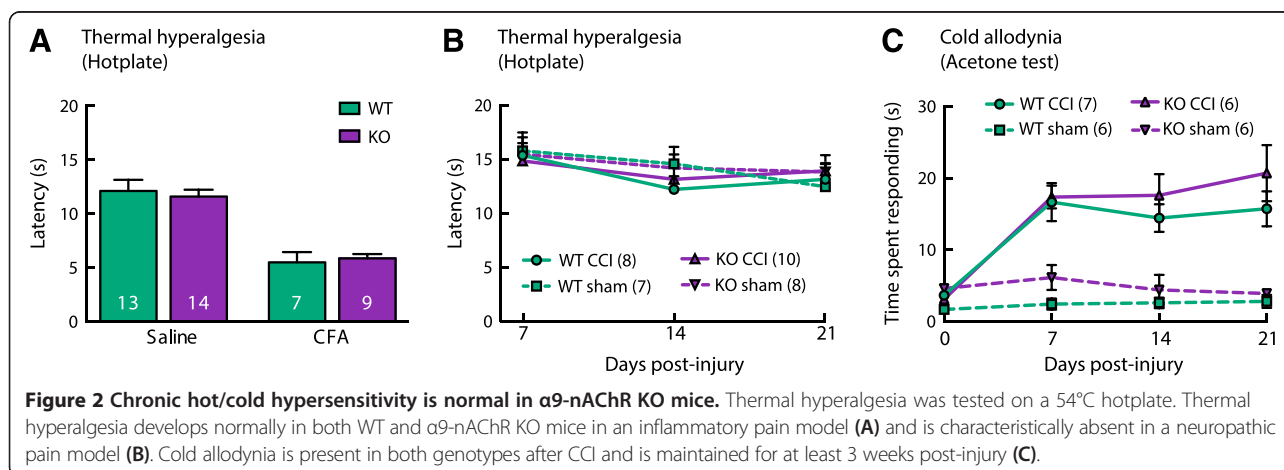 A Thermal hyperalgesia
(Hotplate)
WT
KO
Latency (s)
20
15
10
5
0
13 14 7 9
Saline CFA
B Thermal hyperalgesia
(Hotplate)
Latency (s)
20
15
10
5
0
WT CCI (8) KO CCI (10)
WT sham (7) KO sham (8)
7 14 21
Days post-injury
C Cold allodynia
(Acetone test)
WT CCI (7) KO CCI (6)
WT sham (6) KO sham (6)
Time spent responding (s)
30
20
10
0
0 7 14 21
Days post-injury
Figure 2 Chronic hot/cold hypersensitivity is normal in α9-nAChR KO mice. Thermal hyperalgesia was tested on a 54°C hotplate. Thermal
hyperalgesia develops normally in both WT and α9-nAChR KO mice in an inflammatory pain model (A) and is characteristically absent in a neuropathic
pain model (B). Cold allodynia is present in both genotypes after CCI and is maintained for at least 3 weeks post-injury (C).